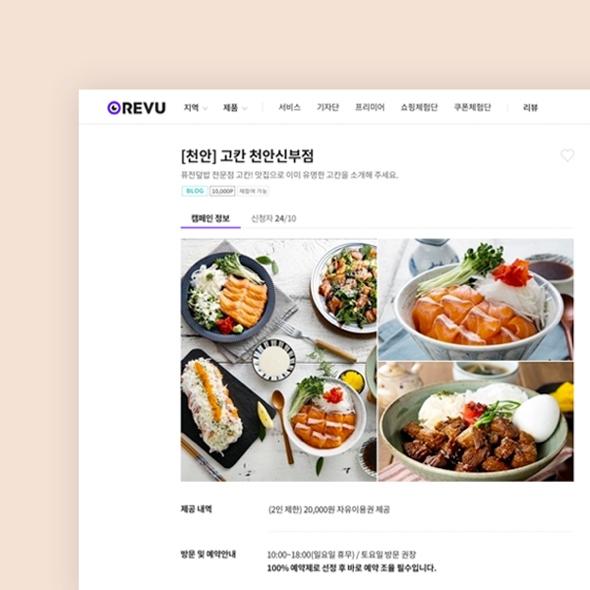 REVU 지역 제품 서비스 기자단 프리미어 쇼핑체험단 쿠폰체험단 리뷰
[천안] 고칸 천안신부점
퓨전덮밥 전문점 고칸! 맛집으로 이미 유명한 고칸을 소개해 주세요.
BLOG 10,000P 재참여 가능
캠페인 정보 신청자 24/10
제공 내역 (2인 제한) 20,000원 자유이용권 제공
방문 및 예약안내 10:00~18:00(일요일 휴무) / 토요일 방문 권장
100% 예약제로 선정 후 바로 예약 조율 필수입니다.